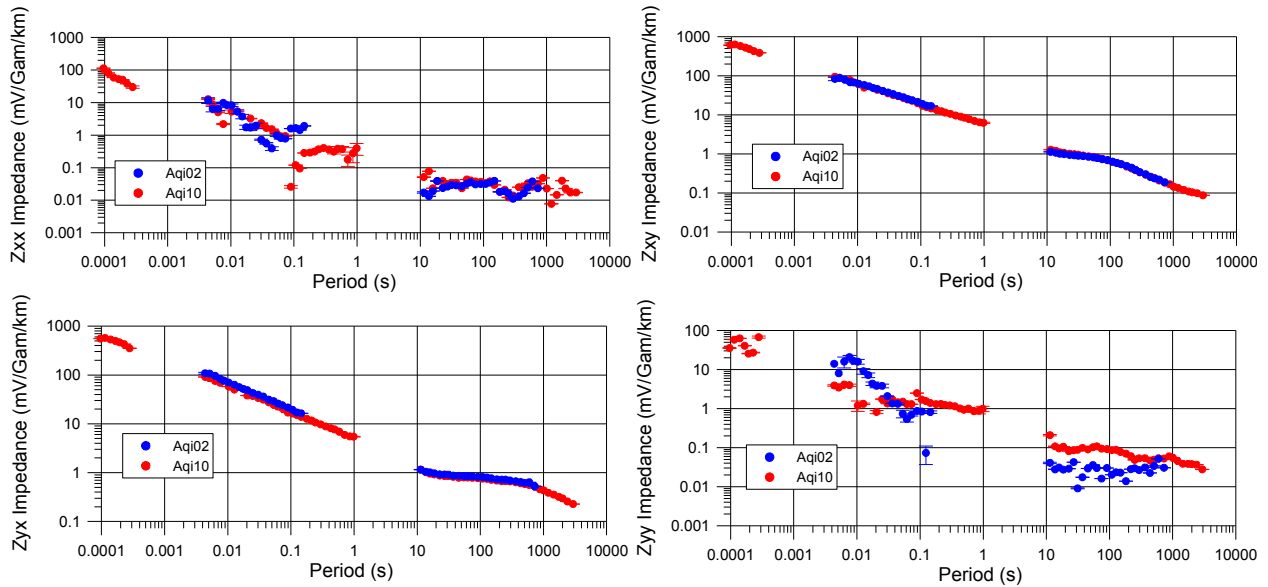 Zxx Impedance (mV/Gam/km)
1000
100
10
1
0.1
0.01
0.001
Aqi02
Aqi10
0.0001 0.001 0.01 0.1 1 10 100 1000 10000
Period (s)
Zxy Impedance (mV/Gam/km)
1000
100
10
1
0.1
0.01
Aqi02
Aqi10
0.0001 0.001 0.01 0.1 1 10 100 1000 10000
Period (s)
Zyx Impedance (mV/Gam/km)
1000
100
10
1
0.1
Aqi02
Aqi10
0.0001 0.001 0.01 0.1 1 10 100 1000 10000
Period (s)
Zyy Impedance (mV/Gam/km)
100
10
1
0.1
0.01
0.001
Aqi02
Aqi10
0.0001 0.001 0.01 0.1 1 10 100 1000 10000
Period (s)